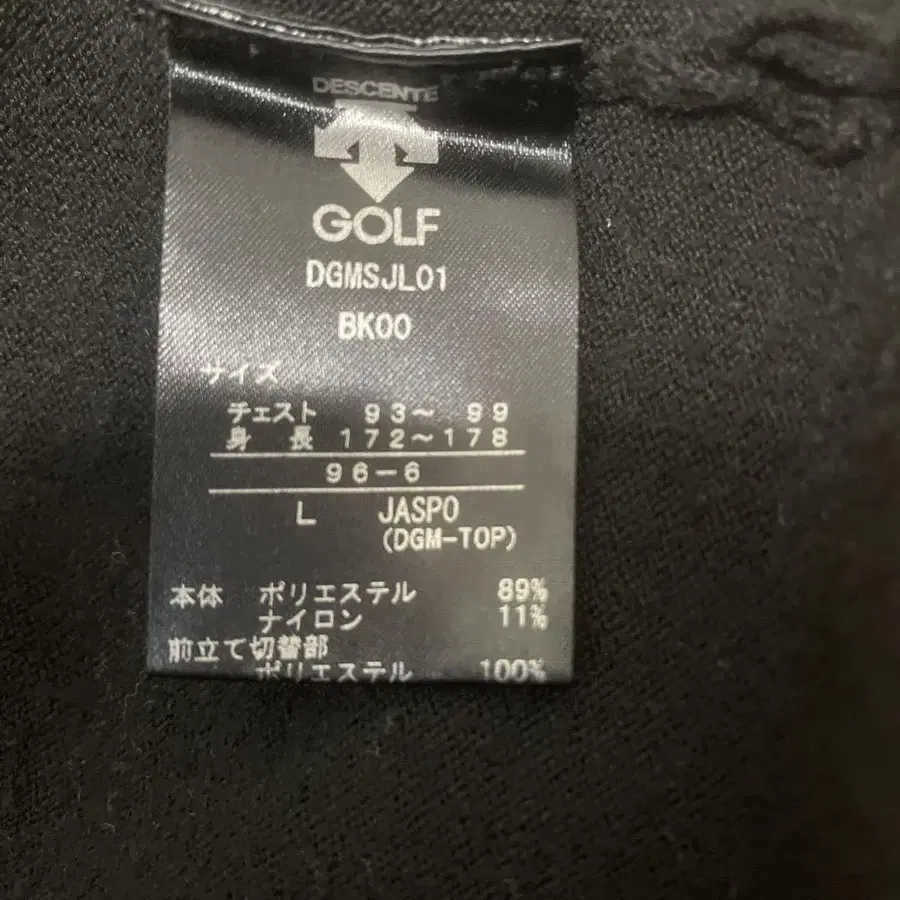 DESCENTE
GOLF
DGMSJL01
BK00
サイズ
チェスト 93～ 99
身 長 172～178
96－6
L JASPO
(DGM-TOP)
本体 ポリエステル 89%
ナイロン 11%
前立て切替部
ポリエステル 100%